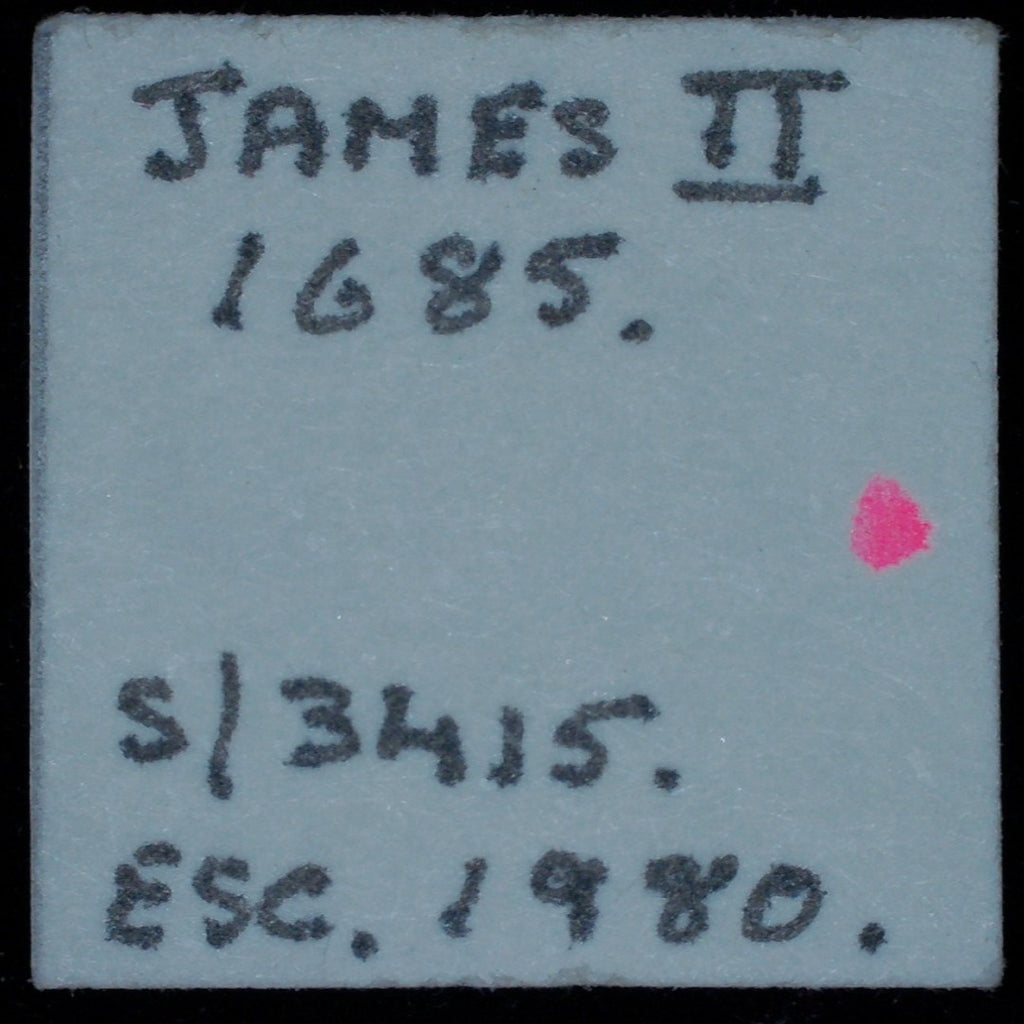 JAMES II
1685.
S/3415.
ESC. 1980.